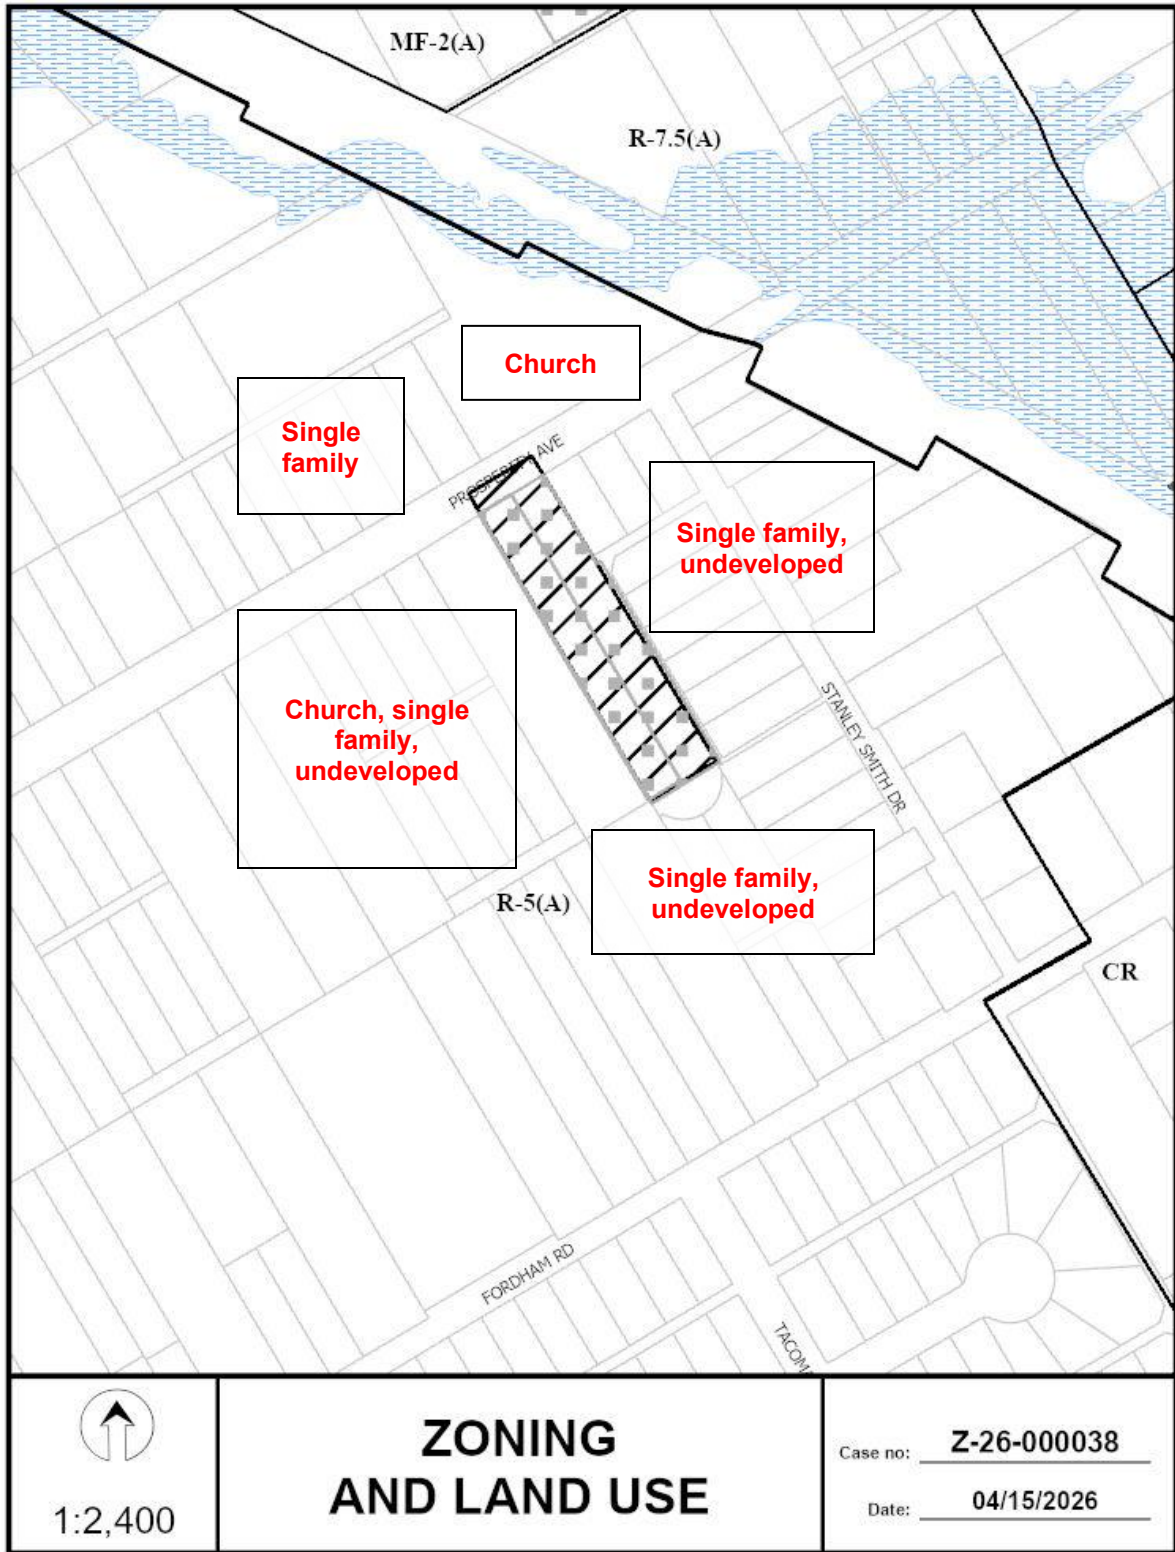 MF-2(A)
R-7.5(A)
Church
Single
family
PROSPERITY AVE
Single family,
undeveloped
Church, single
family,
undeveloped
STANLEY SMITH DR
Single family,
undeveloped
R-5(A)
CR
FORDHAM RD
TACOMA
1:2,400
ZONING
AND LAND USE
Case no: Z-26-000038
Date: 04/15/2026